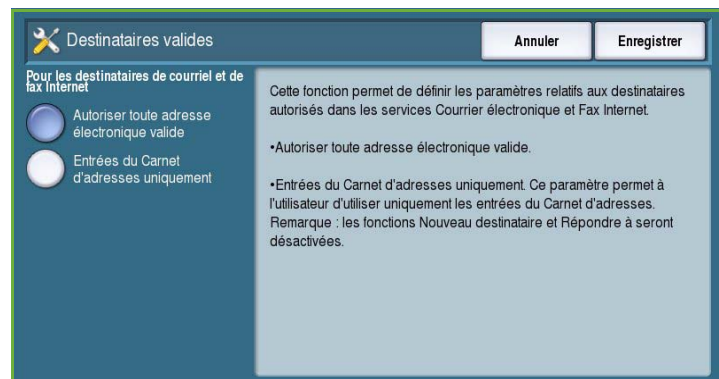 Destinataires valides
Annuler
Enregistrer
Pour les destinataires de courriel et de
fax Internet
Autoriser toute adresse
électronique valide
Entrées du Carnet
d'adresses uniquement
Cette fonction permet de définir les paramètres relatifs aux destinataires
autorisés dans les services Courrier électronique et Fax Internet.
•Autoriser toute adresse électronique valide.
•Entrées du Carnet d'adresses uniquement. Ce paramètre permet à
l'utilisateur d'utiliser uniquement les entrées du Carnet d'adresses.
Remarque : les fonctions Nouveau destinataire et Répondre à seront
désactivées.